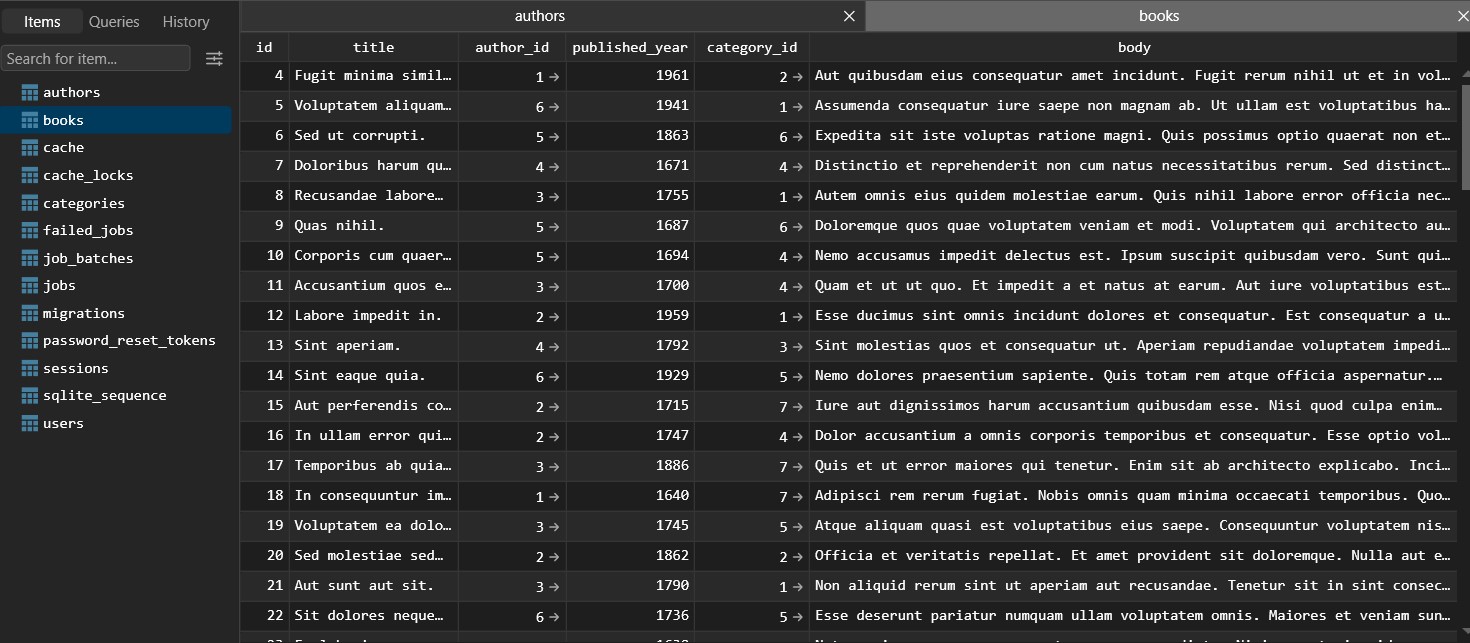 Items Queries History
Search for item...
authors
books
cache
cache_locks
categories
failed_jobs
job_batches
jobs
migrations
password_reset_tokens
sessions
sqlite_sequence
users
authors × books ×
id title author_id published_year category_id body
4 Fugit minima simil… 1 → 1961 2 → Aut quibusdam eius consequatur amet incidunt. Fugit rerum nihil ut et in vol…
5 Voluptatem aliquam… 6 → 1941 1 → Assumenda consequatur iure saepe non magnam ab. Ut ullam est voluptatibus ha…
6 Sed ut corrupti. 5 → 1863 6 → Expedita sit iste voluptas ratione magni. Quis possimus optio quaerat non et…
7 Doloribus harum qu… 4 → 1671 4 → Distinctio et reprehenderit non cum natus necessitatibus rerum. Sed distinct…
8 Recusandae labore… 3 → 1755 1 → Autem omnis eius quidem molestiae earum. Quis nihil labore error officia nec…
9 Quas nihil. 5 → 1687 6 → Doloremque quos quae voluptatem veniam et modi. Voluptatem qui architecto au…
10 Corporis cum quaer… 5 → 1694 4 → Nemo accusamus impedit delectus est. Ipsum suscipit quibusdam vero. Sunt qui…
11 Accusantium quos e… 3 → 1700 4 → Quam et ut ut quo. Et impedit a et natus at earum. Aut iure voluptatibus est…
12 Labore impedit in. 2 → 1959 1 → Esse ducimus sint omnis incidunt dolores et consequatur. Est consequatur a u…
13 Sint aperiam. 4 → 1792 3 → Sint molestias quos et consequatur ut. Aperiam repudiandae voluptatem impedi…
14 Sint eaque quia. 6 → 1929 5 → Nemo dolores praesentium sapiente. Quis totam rem atque officia aspernatur.…
15 Aut perferendis co… 2 → 1715 7 → Iure aut dignissimos harum accusantium quibusdam esse. Nisi quod culpa enim…
16 In ullam error qui… 2 → 1747 4 → Dolor accusantium a omnis corporis temporibus et consequatur. Esse optio vol…
17 Temporibus ab quia… 3 → 1886 7 → Quis et ut error maiores qui tenetur. Enim sit ab architecto explicabo. Inci…
18 In consequuntur im… 1 → 1640 7 → Adipisci rem rerum fugiat. Nobis omnis quam minima occaecati temporibus. Quo…
19 Voluptatem ea dolo… 3 → 1745 5 → Atque aliquam quasi est voluptatibus eius saepe. Consequuntur voluptatem nis…
20 Sed molestiae sed… 2 → 1862 2 → Officia et veritatis repellat. Et amet provident sit doloremque. Nulla aut e…
21 Aut sunt aut sit. 3 → 1790 1 → Non aliquid rerum sint ut aperiam aut recusandae. Tenetur sit in sint consec…
22 Sit dolores neque… 6 → 1736 5 → Esse deserunt pariatur numquam ullam voluptatem omnis. Maiores et veniam sun…